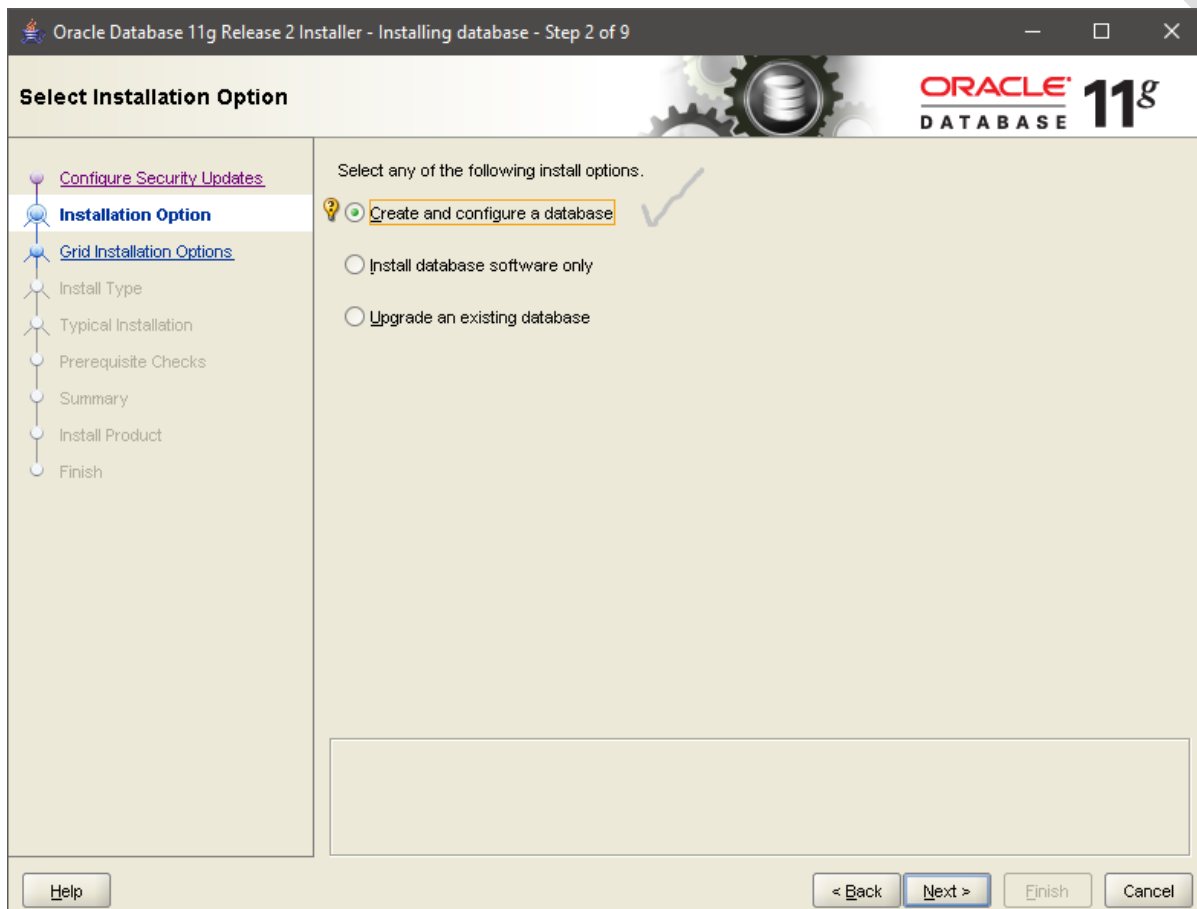 Oracle Database 11g Release 2 Installer - Installing database - Step 2 of 9
Select Installation Option
ORACLE
DATABASE
11g
Configure Security Updates
Installation Option
Grid Installation Options
Install Type
Typical Installation
Prerequisite Checks
Summary
Install Product
Finish
Select any of the following install options.
Create and configure a database
Install database software only
Upgrade an existing database
Help
< Back
Next >
Finish
Cancel